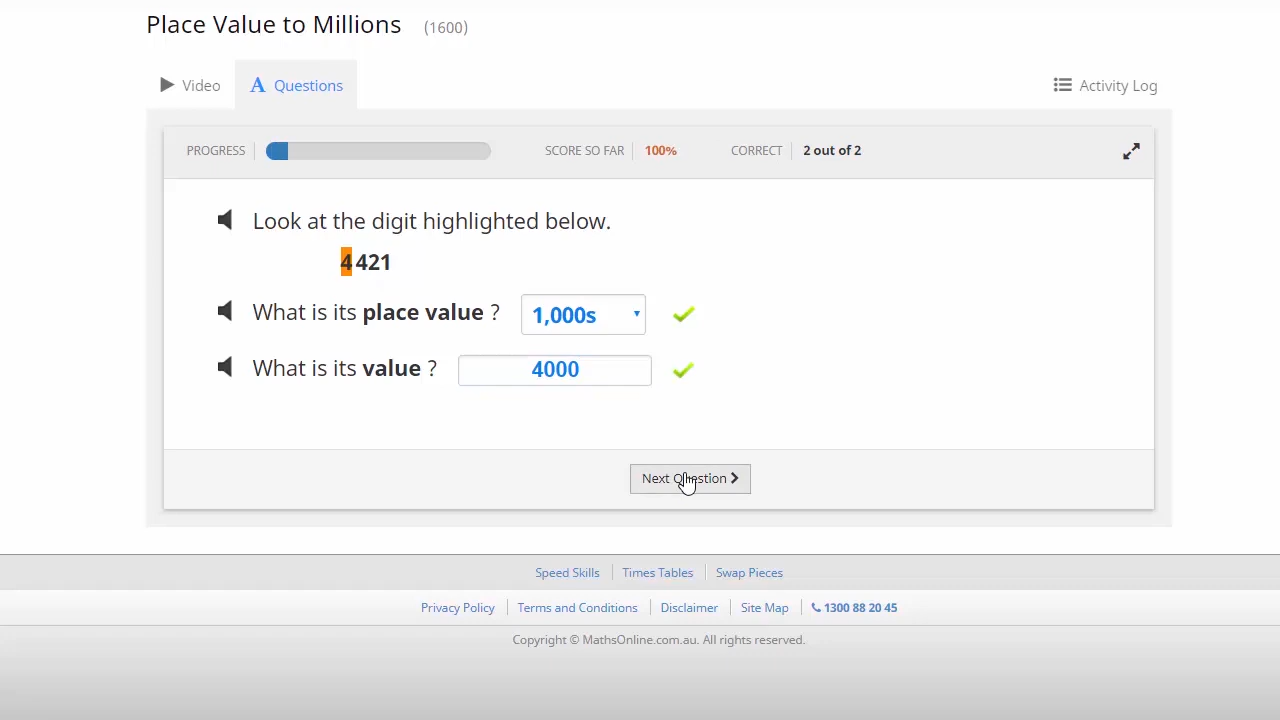 Place Value to Millions (1600)
Video
Questions
Activity Log
PROGRESS SCORE SO FAR 100% CORRECT 2 out of 2
Look at the digit highlighted below.
4 421
What is its place value ? 1,000s
What is its value ? 4000
Next Question
Speed Skills Times Tables Swap Pieces
Privacy Policy Terms and Conditions Disclaimer Site Map 1300 88 20 45
Copyright © MathsOnline.com.au. All rights reserved.